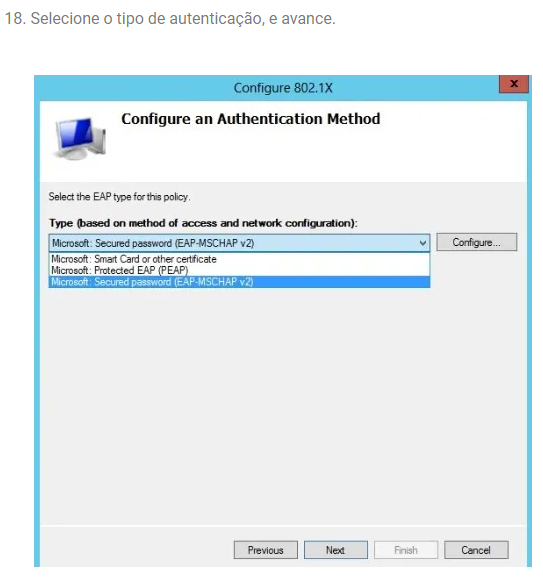 18. Selecione o tipo de autenticação, e avance.
Configure 802.1X
x
Configure an Authentication Method
Select the EAP type for this policy.
Type (based on method of access and network configuration):
Microsoft: Secured password (EAP-MSCHAP v2)
Configure...
Microsoft: Smart Card or other certificate
Microsoft: Protected EAP (PEAP)
Microsoft: Secured password (EAP-MSCHAP v2)
Previous
Next
Finish
Cancel